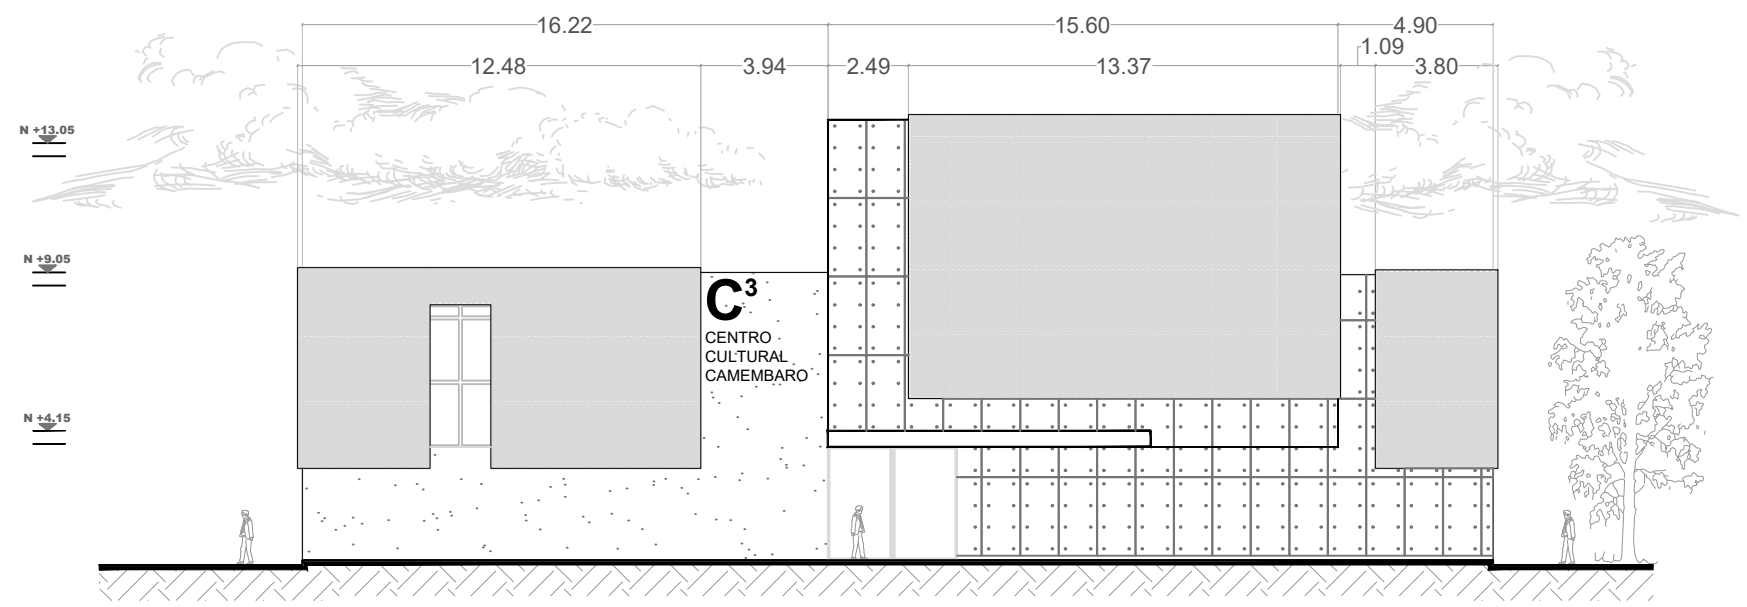 16.22 15.60 4.90
1.09
12.48 3.94 2.49 13.37 3.80
N +13.05
N +9.05
C³
CENTRO
CULTURAL
CAMEMBARO
N +4.15